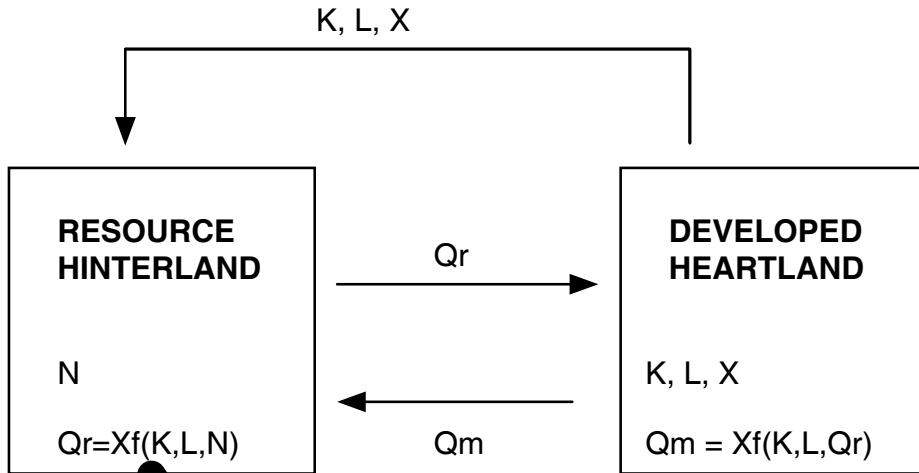 K, L, X
RESOURCE
HINTERLAND
N
Qr=Xf(K,L,N)
Qr
Qm
DEVELOPED
HEARTLAND
K, L, X
Qm = Xf(K,L,Qr)